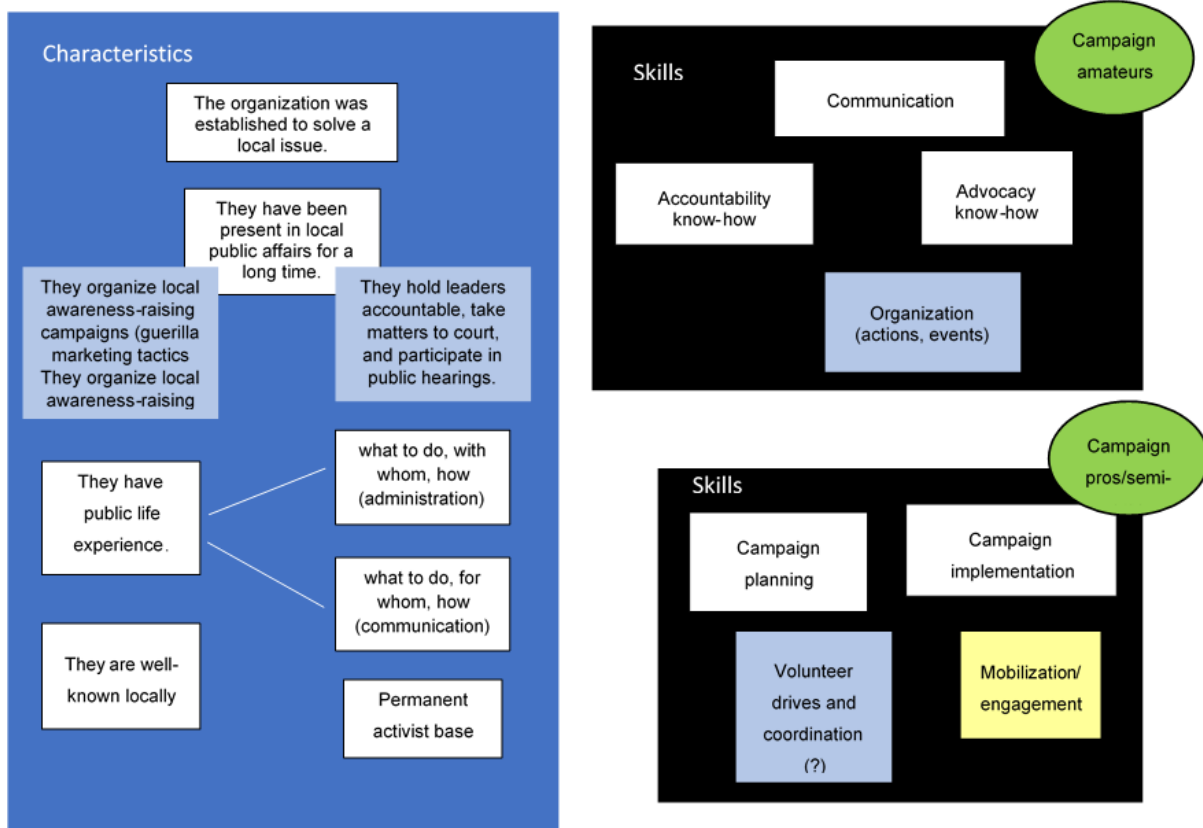 Characteristics
The organization was
established to solve a
local issue.
They have been
present in local
public affairs for a
long time.
They organize local
awareness-raising
campaigns (guerilla
marketing tactics
They organize local
awareness-raising
They hold leaders
accountable, take
matters to court,
and participate in
public hearings.
They have
public life
experience.
what to do, with
whom, how
(administration)
what to do, for
whom, how
(communication)
They are well-
known locally
Permanent
activist base
Campaign
amateurs
Skills
Communication
Accountability
know-how
Advocacy
know-how
Organization
(actions, events)
Campaign
pros/semi-
Skills
Campaign
planning
Campaign
implementation
Volunteer
drives and
coordination
(?)
Mobilization/
engagement